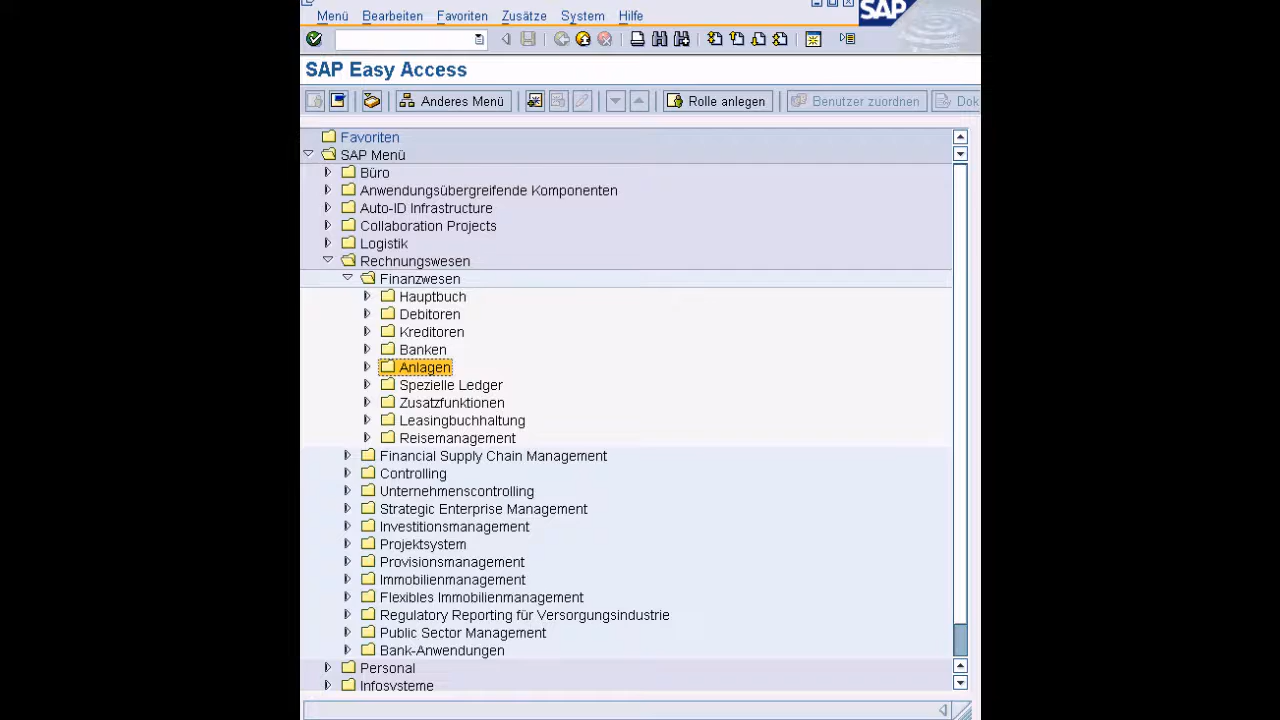 Menü Bearbeiten Favoriten Zusätze System Hilfe SAP
SAP Easy Access
Anderes Menü Rolle anlegen Benutzer zuordnen Dok
Favoriten
SAP Menü
Büro
Anwendungsübergreifende Komponenten
Auto-ID Infrastructure
Collaboration Projects
Logistik
Rechnungswesen
Finanzwesen
Hauptbuch
Debitoren
Kreditoren
Banken
Anlagen
Spezielle Ledger
Zusatzfunktionen
Leasingbuchhaltung
Reisemanagement
Financial Supply Chain Management
Controlling
Unternehmenscontrolling
Strategic Enterprise Management
Investitionsmanagement
Projektsystem
Provisionsmanagement
Immobilienmanagement
Flexibles Immobilienmanagement
Regulatory Reporting für Versorgungsindustrie
Public Sector Management
Bank-Anwendungen
Personal
Infosysteme